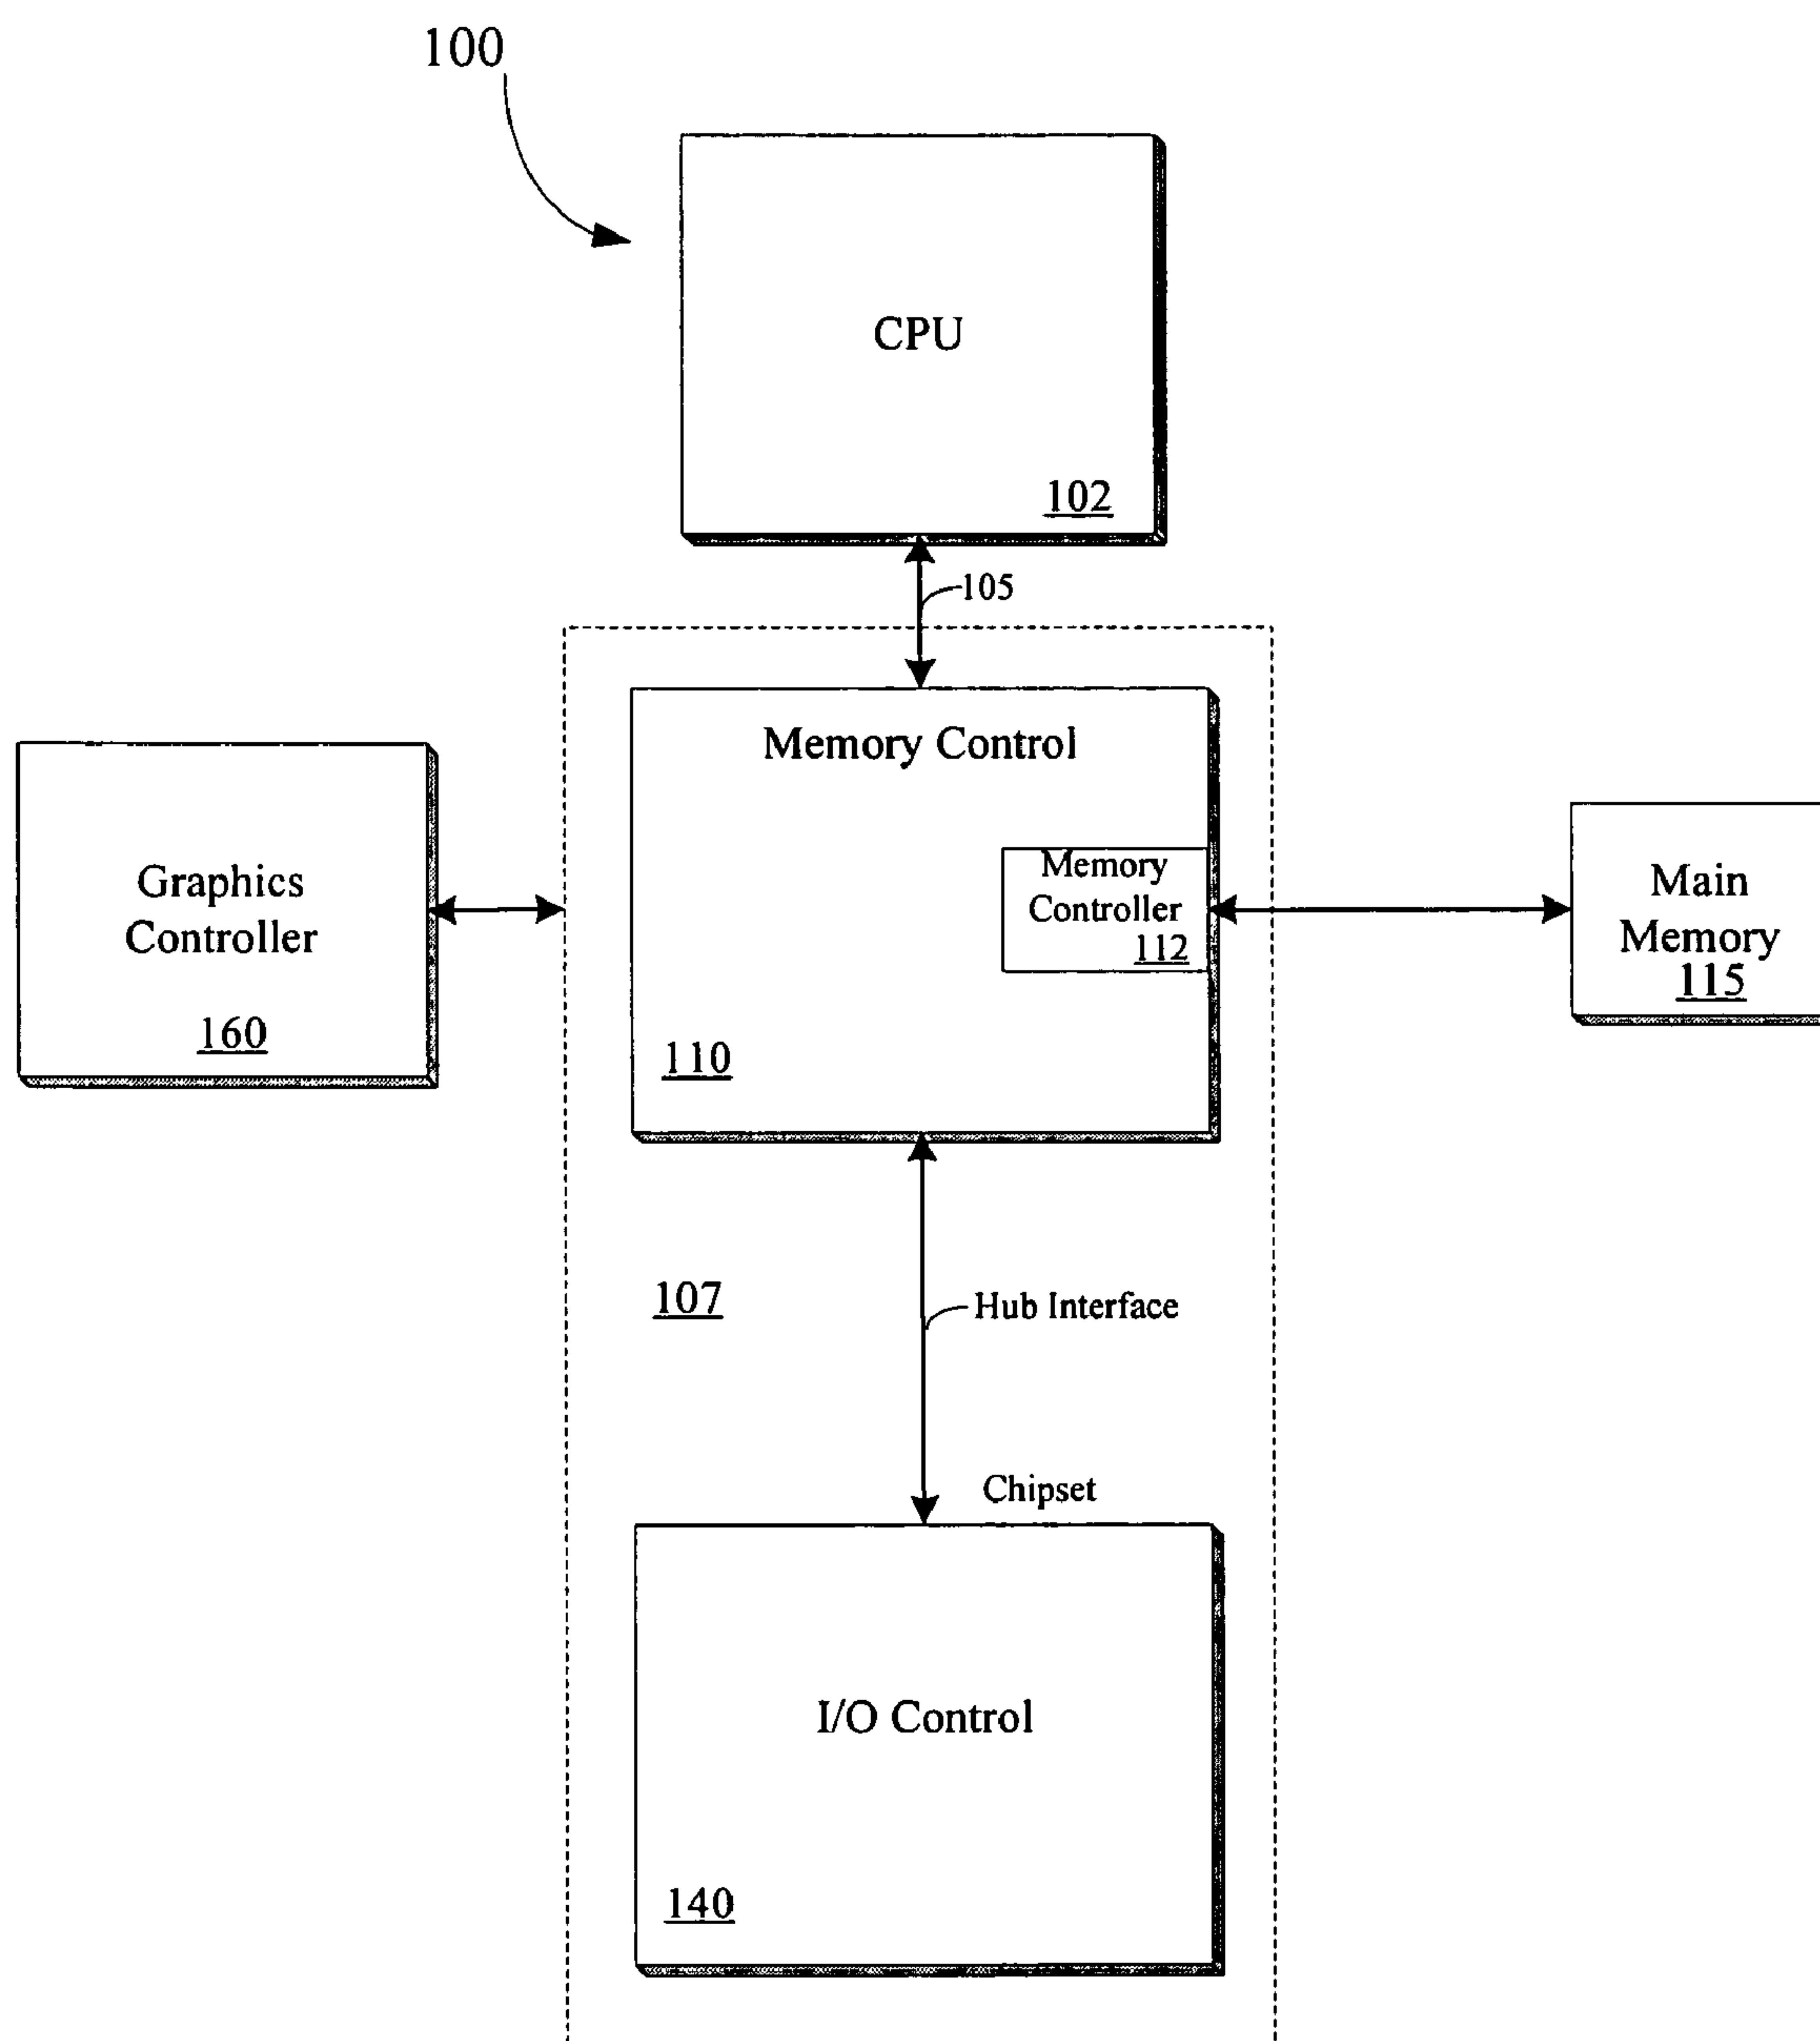 100
CPU
102
105
Memory Control
Memory
Controller
112
110
Graphics
Controller
160
Main
Memory
115
107
Hub Interface
Chipset
I/O Control
140